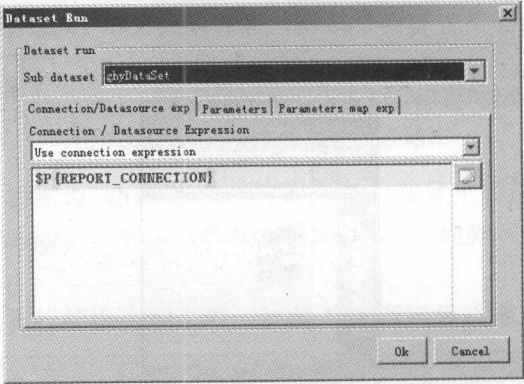 Dataset Run
Dataset run
Sub dataset ghyDataSet
Connection/Datasource exp Parameters Parameters map exp
Connection / Datasource Expression
Use connection expression
$P{REPORT_CONNECTION}
Ok Cancel